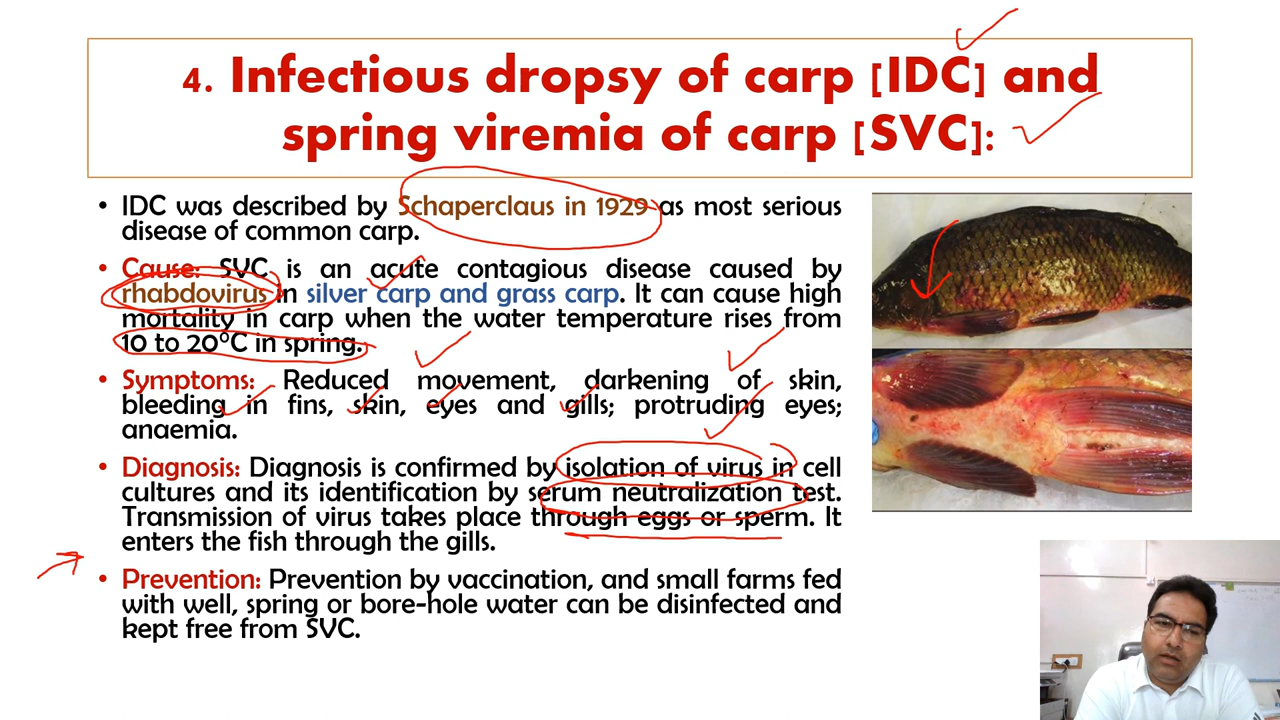 4. Infectious dropsy of carp [IDC] and
spring viremia of carp [SVC]:
• IDC was described by Schaperclaus in 1929 as most serious
disease of common carp.
• Cause: SVC is an acute contagious disease caused by
rhabdovirus in silver carp and grass carp. It can cause high
mortality in carp when the water temperature rises from
10 to 20°C in spring.
• Symptoms: Reduced movement, darkening of skin,
bleeding in fins, skin, eyes and gills; protruding eyes;
anaemia.
• Diagnosis: Diagnosis is confirmed by isolation of virus in cell
cultures and its identification by serum neutralization test.
Transmission of virus takes place through eggs or sperm. It
enters the fish through the gills.
• Prevention: Prevention by vaccination, and small farms fed
with well, spring or bore-hole water can be disinfected and
kept free from SVC.